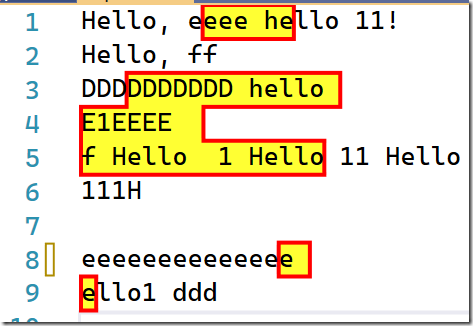 1 Hello, eeee hello 11!
2 Hello, ff
3 DDDDDDDDDD hello
4 E1EEEE
5 f Hello  1 Hello 11 Hello
6 111H
7
8 eeeeeeeeeeeeee
9 ello1 ddd